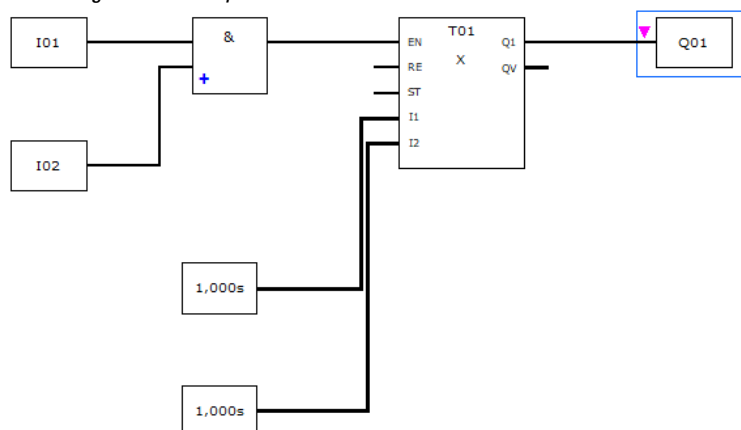 I01
&
+
I02
T01
X
EN
RE
ST
I1
I2
Q1
QV
Q01
1,000s
1,000s